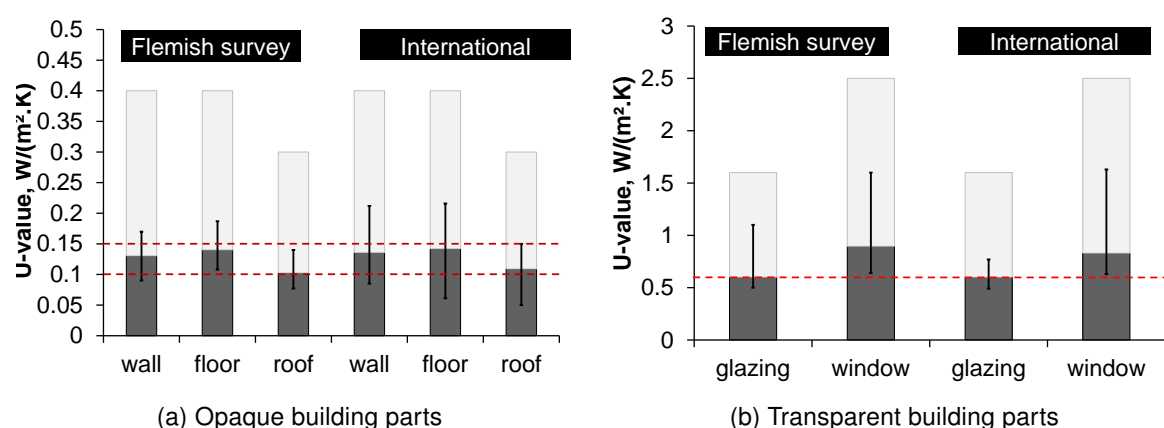 U-value, W/(m².K)
0.5
0.45
0.4
0.35
0.3
0.25
0.2
0.15
0.1
0.05
0
Flemish survey International
wall floor roof wall floor roof
(a) Opaque building parts
U-value, W/(m².K)
3
2.5
2
1.5
1
0.5
0
Flemish survey International
glazing window glazing window
(b) Transparent building parts